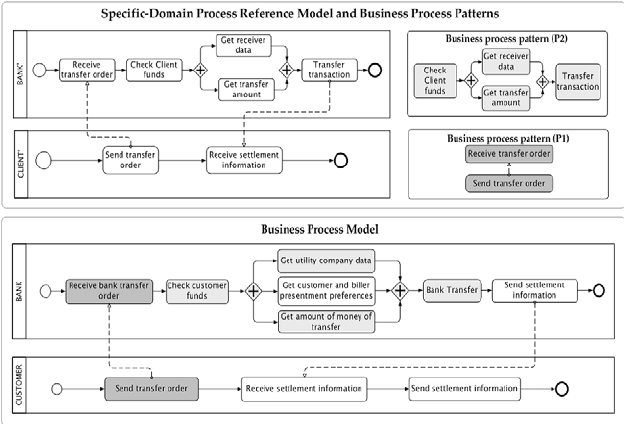 Specific-Domain Process Reference Model and Business Process Patterns
BANK'
Receive
transfer order
Check Client
funds
Get receiver
data
Get transfer
amount
Transfer
transaction
CLIENT'
Send transfer
order
Receive settlement
information
Business process pattern (P2)
Check
Client
funds
Get receiver
data
Get transfer
amount
Transfer
transaction
Business process pattern (P1)
Receive transfer order
Send transfer order
Business Process Model
BANK
Receive bank transfer
order
Check customer
funds
Get utility company data
Get customer and biller
presentment preferences
Get amount of money of
transfer
Bank Transfer
Send settlement
information
CUSTOMER
Send transfer order
Receive settlement information
Send settlement information